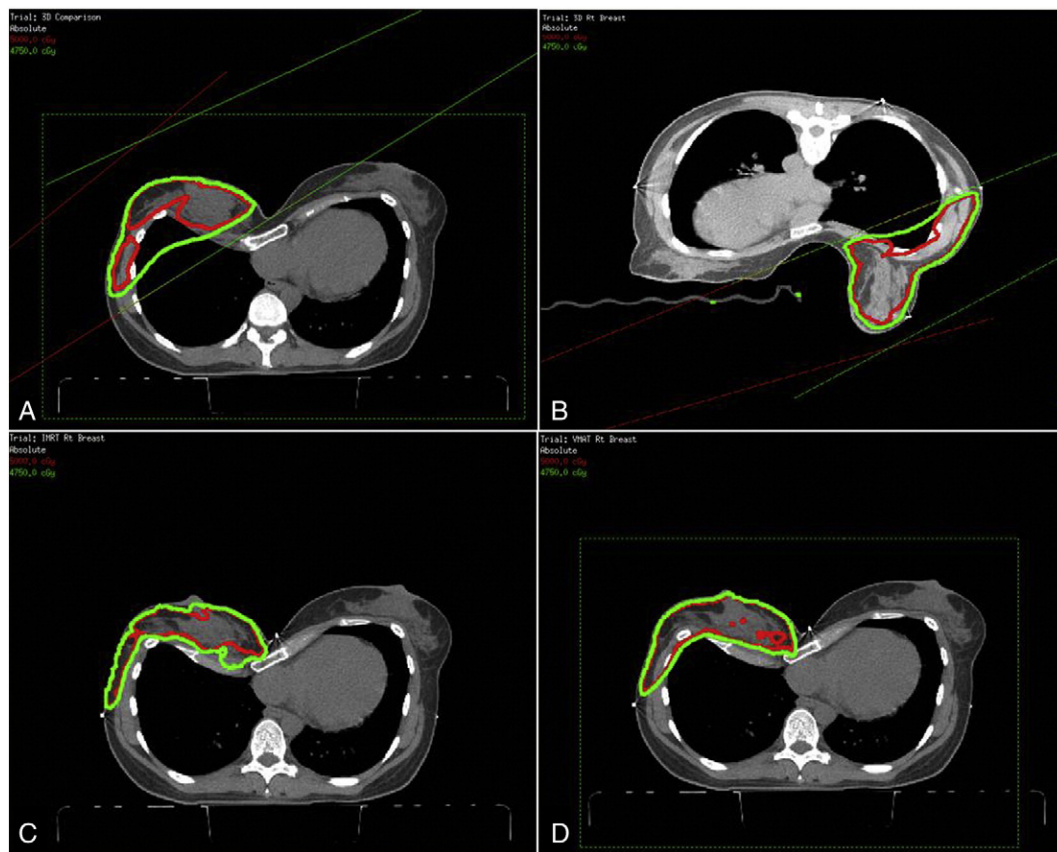 Trial: 3D Comparison
Absolute
5000.0 cGy
4750.0 cGy
A
Trial: 3D Rt Breast
Absolute
5000.0 cGy
4750.0 cGy
B
Trial: IMRT Rt Breast
Absolute
5000.0 cGy
4750.0 cGy
C
Trial: VMAT Rt Breast
Absolute
5000.0 cGy
4750.0 cGy
D